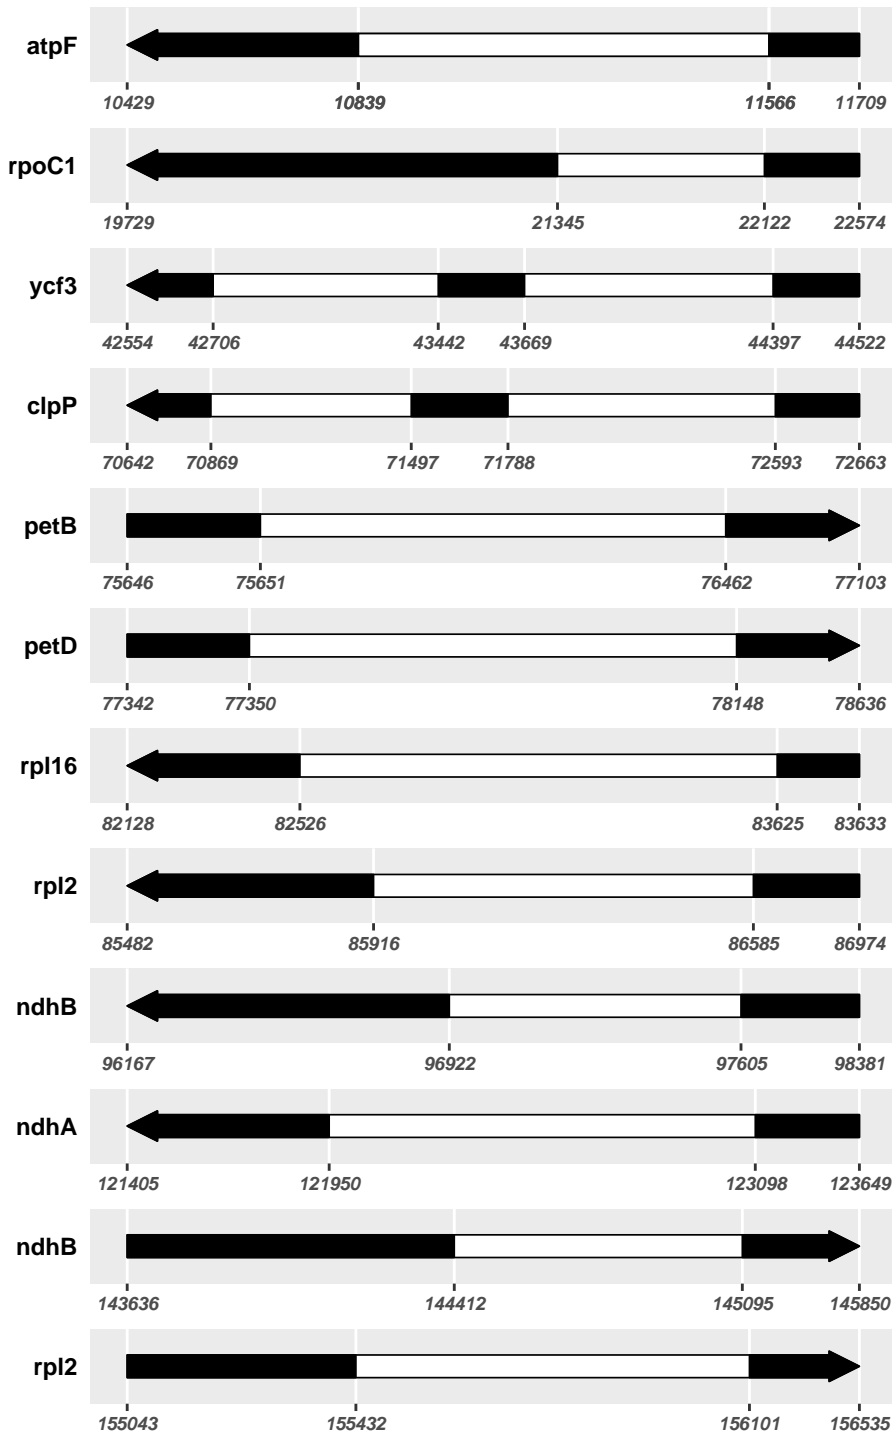 atpF
10429 10839 11566 11709
rpoC1
19729 21345 22122 22574
ycf3
42554 42706 43442 43669 44397 44522
clpP
70642 70869 71497 71788 72593 72663
petB
75646 75651 76462 77103
petD
77342 77350 78148 78636
rpl16
82128 82526 83625 83633
rpl2
85482 85916 86585 86974
ndhB
96167 96922 97605 98381
ndhA
121405 121950 123098 123649
ndhB
143636 144412 145095 145850
rpl2
155043 155432 156101 156535